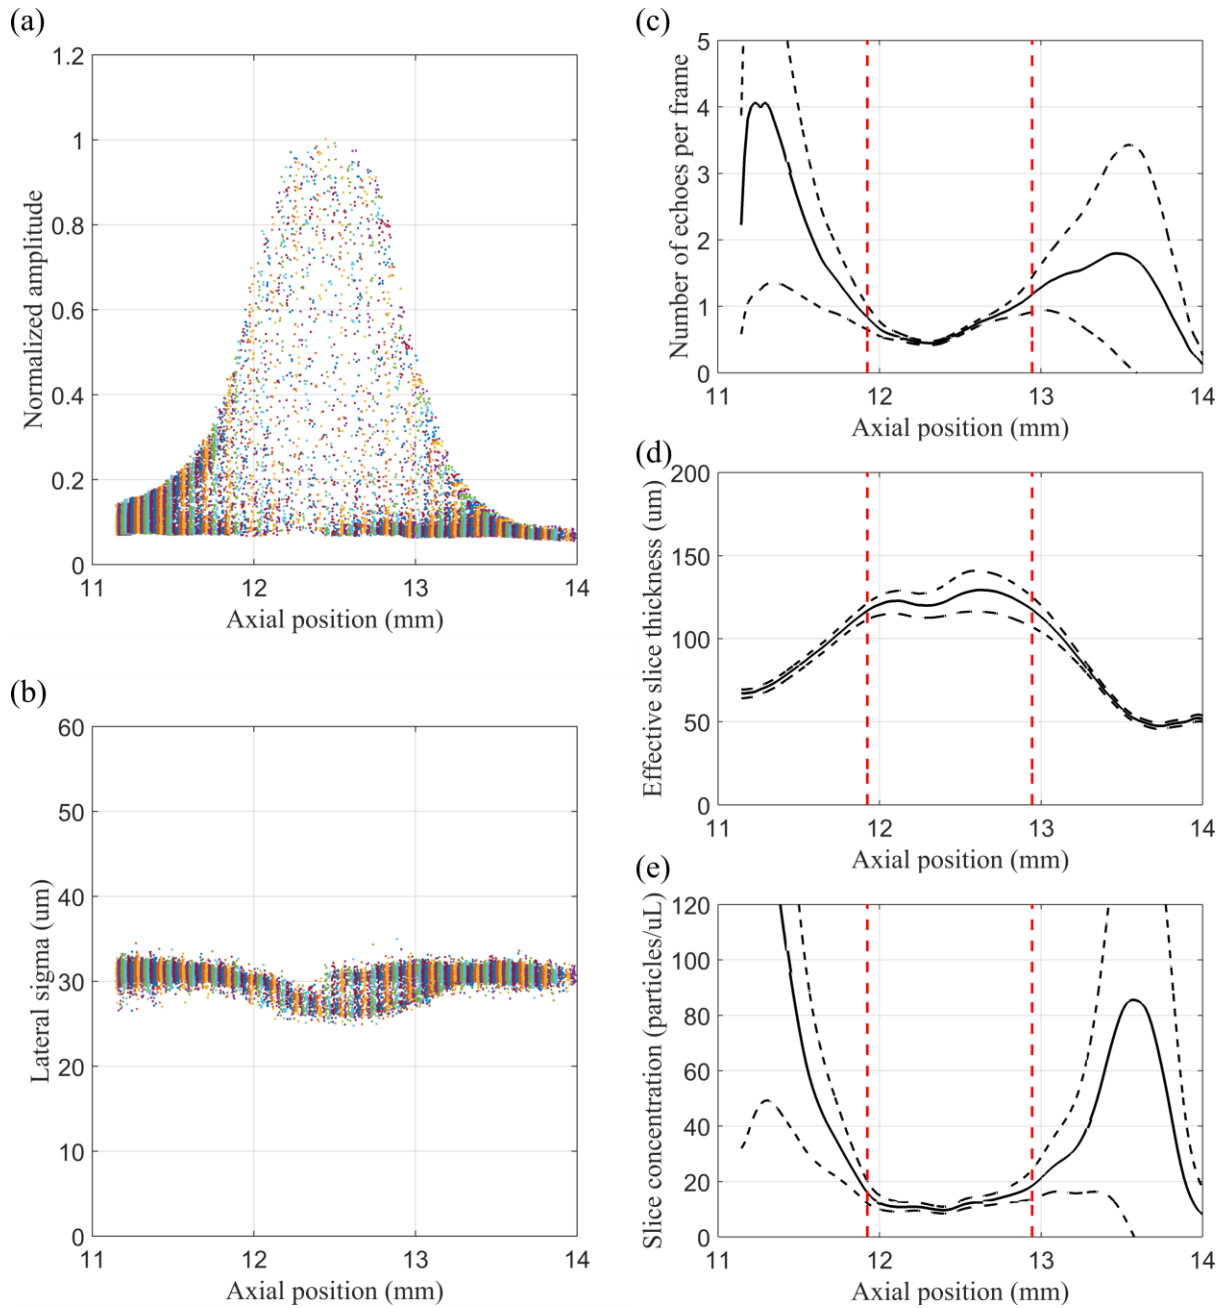 (a)
1.2
1
0.8
0.6
0.4
0.2
0
Normalized amplitude
11 12 13 14
Axial position (mm)
(b)
60
50
40
30
20
10
0
Lateral sigma (um)
11 12 13 14
Axial position (mm)
(c)
5
4
3
2
1
0
Number of echoes per frame
11 12 13 14
Axial position (mm)
(d)
200
150
100
50
0
Effective slice thickness (um)
11 12 13 14
Axial position (mm)
(e)
120
100
80
60
40
20
0
Slice concentration (particles/uL)
11 12 13 14
Axial position (mm)